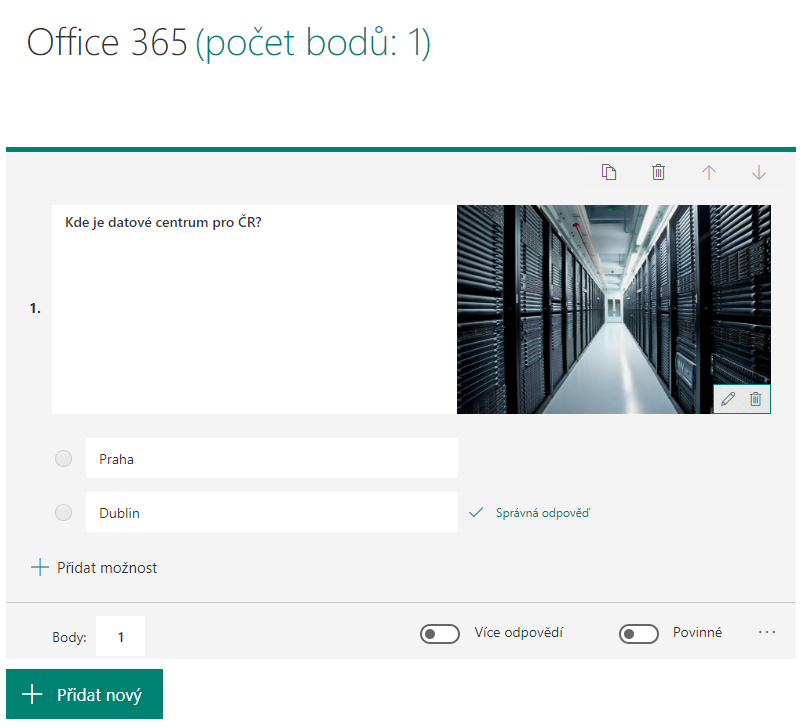 Office 365 (počet bodů: 1)
Kde je datové centrum pro ČR?
1.
Praha
Dublin
Správná odpověď
Přidat možnost
Body: 1
Více odpovědí
Povinné
Přidat nový